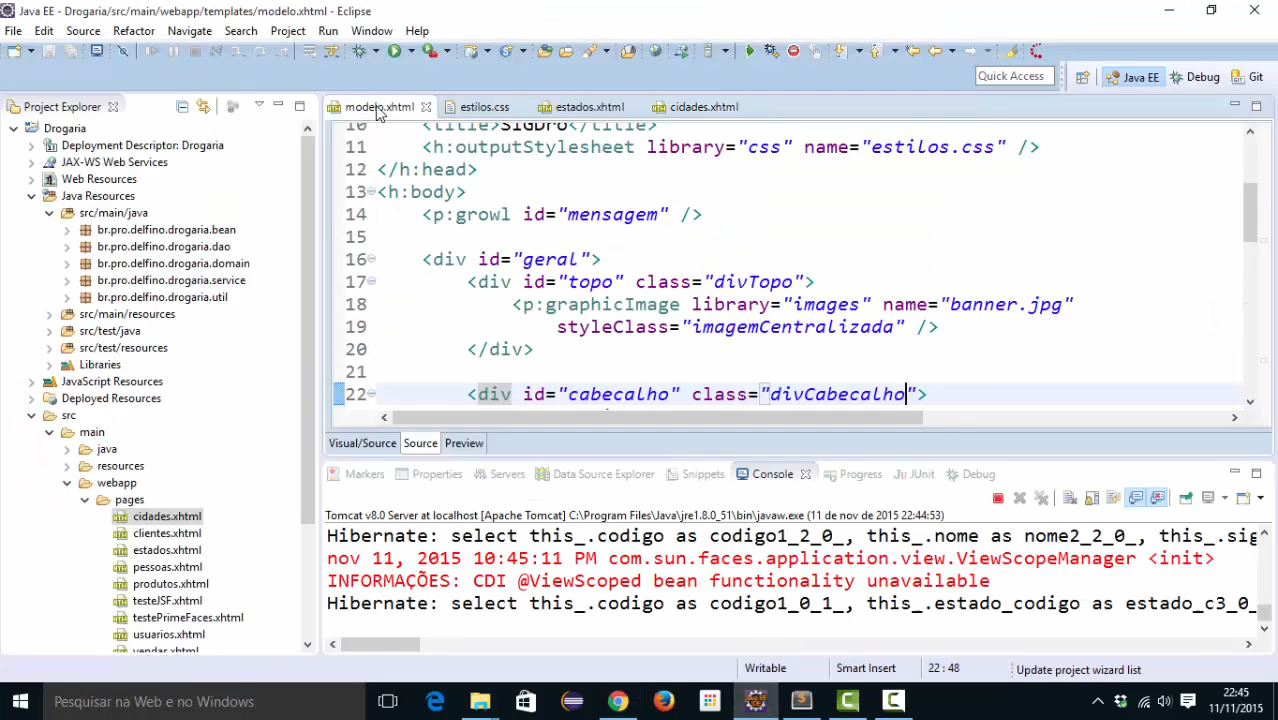 Java EE - Drogaria/src/main/webapp/templates/modelo.xhtml - Eclipse
File Edit Source Refactor Navigate Search Project Run Window Help
Quick Access Java EE Debug Git
Project Explorer
Drogaria
Deployment Descriptor: Drogaria
JAX-WS Web Services
Web Resources
Java Resources
src/main/java
br.pro.delfino.drogaria.bean
br.pro.delfino.drogaria.dao
br.pro.delfino.drogaria.domain
br.pro.delfino.drogaria.service
br.pro.delfino.drogaria.util
src/main/resources
src/test/java
src/test/resources
Libraries
JavaScript Resources
Deployed Resources
src
main
java
resources
webapp
pages
cidades.xhtml
clientes.xhtml
estados.xhtml
pessoas.xhtml
produtos.xhtml
testeJSF.xhtml
testePrimeFaces.xhtml
usuarios.xhtml
vendas.xhtml
modelo.xhtml estilos.css estados.xhtml cidades.xhtml
10 <title>SIGDro</title>
11 <h:outputStylesheet library="css" name="estilos.css" />
12 </h:head>
13 <h:body>
14 <p:growl id="mensagem" />
15
16 <div id="geral">
17 <div id="topo" class="divTopo">
18 <p:graphicImage library="images" name="banner.jpg"
19 styleClass="imagemCentralizada" />
20 </div>
21
22 <div id="cabecalho" class="divCabecalho">
Visual/Source Source Preview
Markers Properties Servers Data Source Explorer Snippets Console Progress JUnit Debug
Tomcat v8.0 Server at localhost [Apache Tomcat] C:\Program Files\Java\jre1.8.0_51\bin\javaw.exe (11 de nov de 2015 22:44:53)
Hibernate: select this_.codigo as codigo1_2_0_, this_.nome as nome2_2_0_, this_.sig
nov 11, 2015 10:45:11 PM com.sun.faces.application.view.ViewScopeManager <init>
INFORMAÇÕES: CDI @ViewScoped bean functionality unavailable
Hibernate: select this_.codigo as codigo1_0_1_, this_.estado_codigo as estado_c3_0_
Writable Smart Insert 22 : 48 Update project wizard list
Pesquisar na Web e no Windows
22:45
11/11/2015